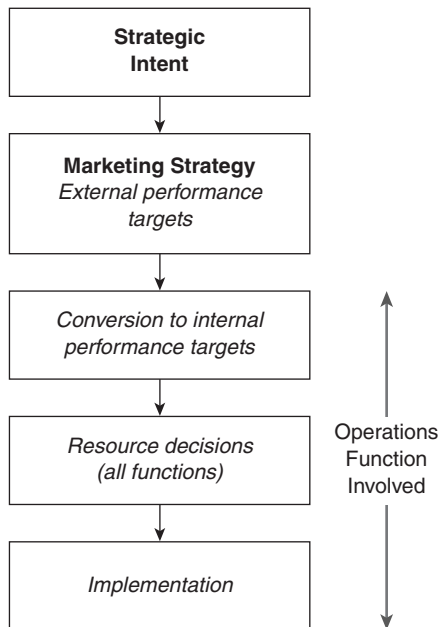 Strategic
Intent
Marketing Strategy
External performance
targets
Conversion to internal
performance targets
Resource decisions
(all functions)
Implementation
Operations
Function
Involved